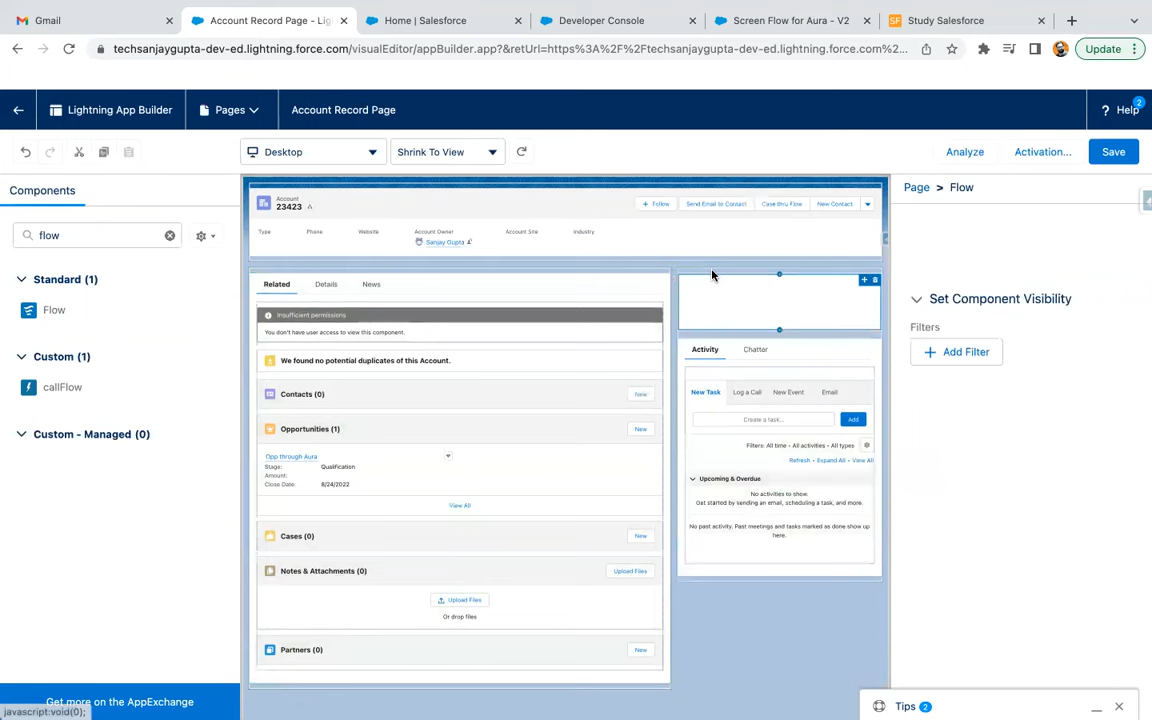 Gmail
Account Record Page - Lig
Home | Salesforce
Developer Console
Screen Flow for Aura - V2
Study Salesforce
techsanjaygupta-dev-ed.lightning.force.com/visualEditor/appBuilder.app?&retUrl=https%3A%2F%2Ftechsanjaygupta-dev-ed.lightning.force.com%2...
Update
Lightning App Builder
Pages
Account Record Page
2
? Help
Desktop
Shrink To View
Analyze
Activation...
Save
Components
flow
Standard (1)
Flow
Custom (1)
callFlow
Custom - Managed (0)
Get more on the AppExchange
javascript:void(0);
Account
23423
+ Follow
Send Email to Contact
Case thru Flow
New Contact
Type
Phone
Website
Account Owner
Account Site
Industry
Sanjay Gupta
Related
Details
News
Insufficient permissions
You don't have user access to view this component.
We found no potential duplicates of this Account.
Contacts (0)
New
Opportunities (1)
New
Opp through Aura
Stage: Qualification
Amount:
Close Date: 8/24/2022
View All
Cases (0)
New
Notes & Attachments (0)
Upload Files
Upload Files
Or drop files
Partners (0)
New
Activity
Chatter
New Task
Log a Call
New Event
Email
Create a task...
Add
Filters: All time • All activities • All types
Refresh • Expand All • View All
Upcoming & Overdue
No activities to show.
Get started by sending an email, scheduling a task, and more.
No past activity. Past meetings and tasks marked as done show up
here.
Page > Flow
Set Component Visibility
Filters
+ Add Filter
Tips 2